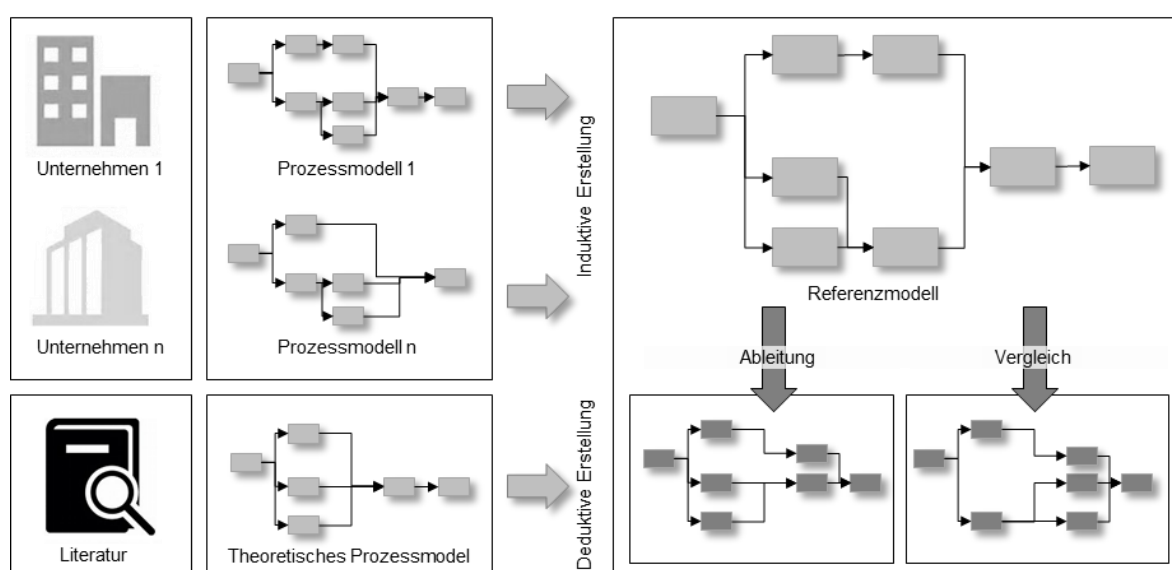 Unternehmen 1
Prozessmodell 1
Unternehmen n
Prozessmodell n
Induktive Erstellung
Referenzmodell
Ableitung
Vergleich
Literatur
Theoretisches Prozessmodel
Deduktive Erstellung